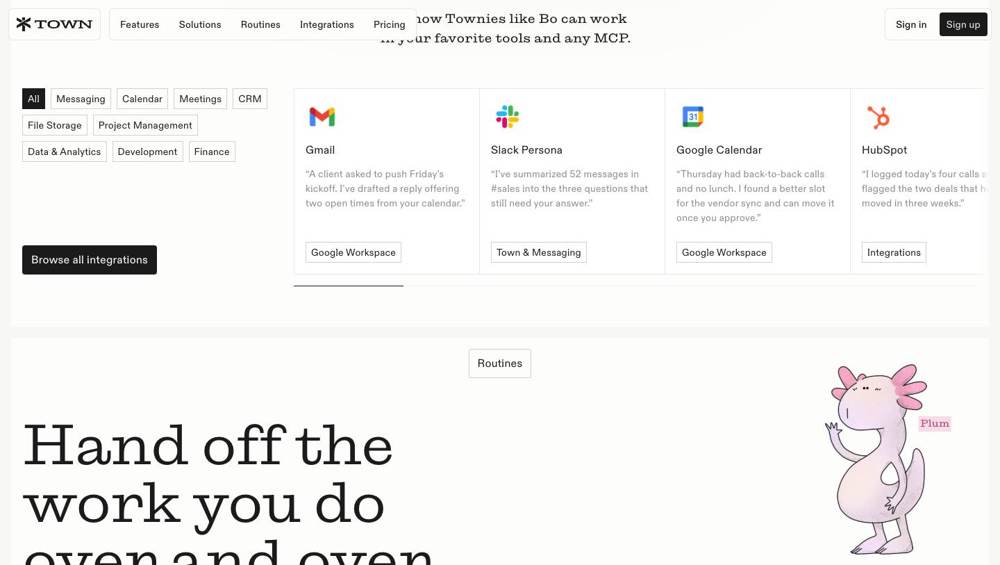 TOWN
Features
Solutions
Routines
Integrations
Pricing
Sign in
Sign up
how Townies like Bo can work
in your favorite tools and any MCP.
All
Messaging
Calendar
Meetings
CRM
File Storage
Project Management
Data & Analytics
Development
Finance
Browse all integrations
31
Gmail
“A client asked to push Friday’s
kickoff. I’ve drafted a reply offering
two open times from your calendar.”
Google Workspace
Slack Persona
“I’ve summarized 52 messages in
#sales into the three questions that
still need your answer.”
Town & Messaging
Google Calendar
“Thursday had back-to-back calls
and no lunch. I found a better slot
for the vendor sync and can move it
once you approve.”
Google Workspace
HubSpot
“I logged today’s four calls a
flagged the two deals that h
moved in three weeks.”
Integrations
Routines
Plum
Hand off the
work you do
over and over